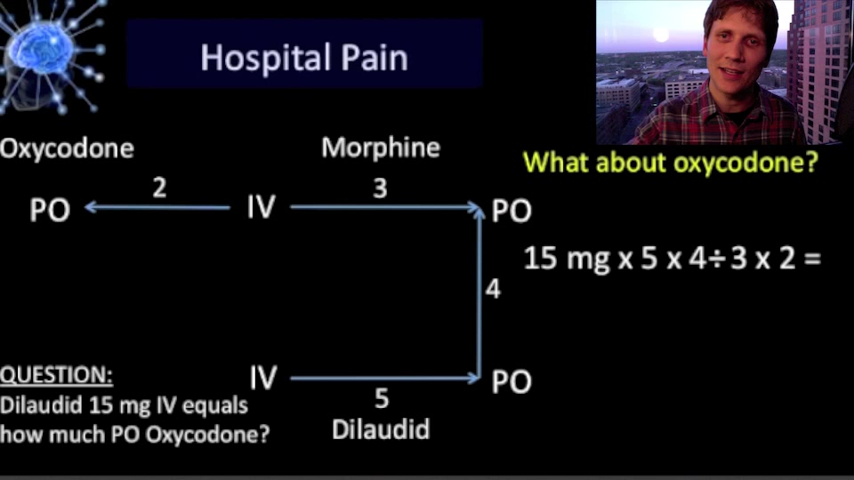 Hospital Pain
Oxycodone
Morphine
What about oxycodone?
2
3
PO
IV
PO
15 mg x 5 x 4÷3 x 2 =
4
QUESTION:
IV
PO
Dilaudid 15 mg IV equals
5
how much PO Oxycodone?
Dilaudid